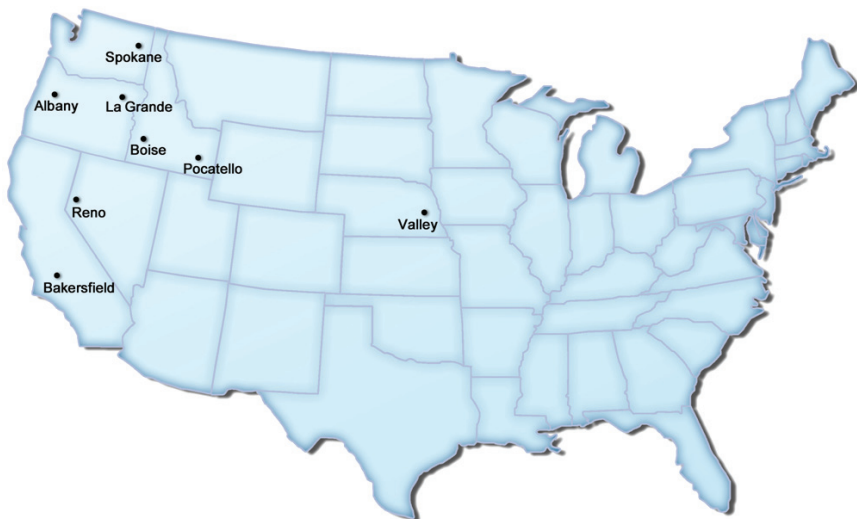 Spokane
Albany
La Grande
Boise
Pocatello
Reno
Valley
Bakersfield